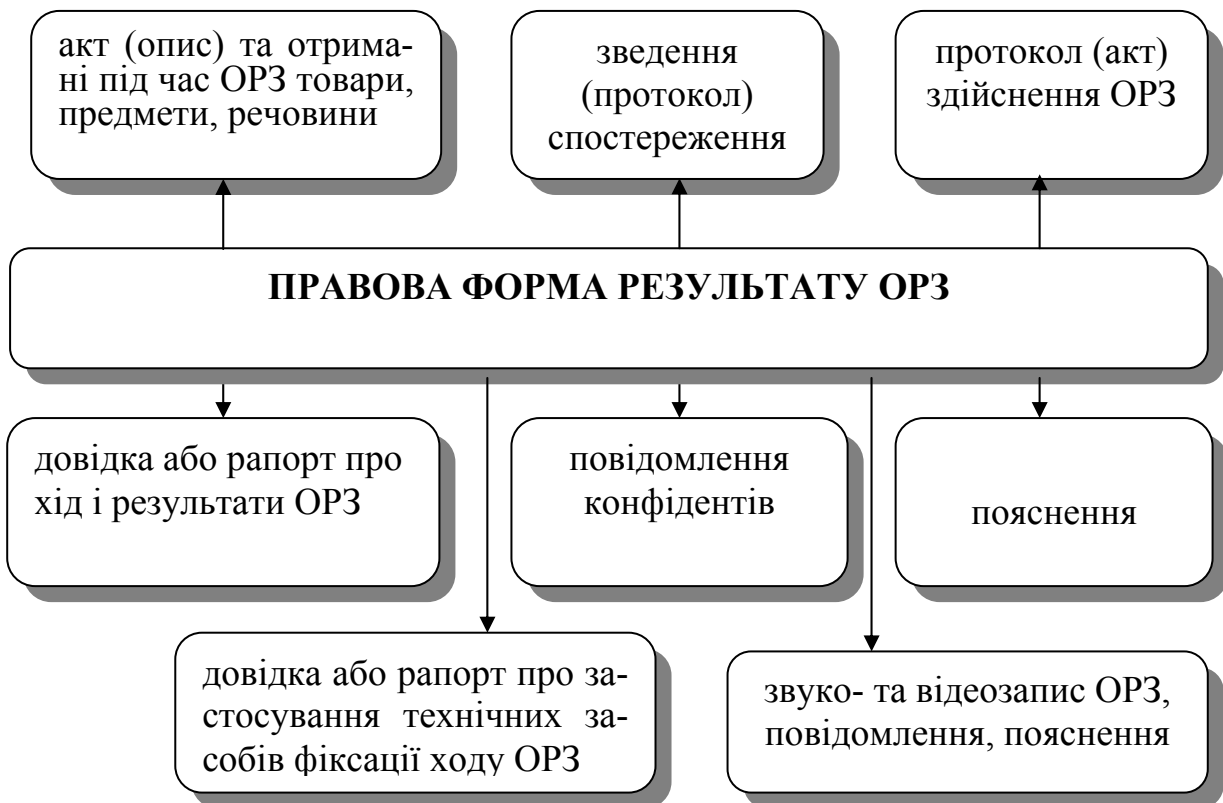 акт (опис) та отрима-
ні під час ОРЗ товари,
предмети, речовини
зведення
(протокол)
спостереження
протокол (акт)
здійснення ОРЗ
ПРАВОВА ФОРМА РЕЗУЛЬТАТУ ОРЗ
довідка або рапорт про
хід і результати ОРЗ
повідомлення
конфідентів
пояснення
довідка або рапорт про за-
стосування технічних за-
собів фіксації ходу ОРЗ
звуко- та відеозапис ОРЗ,
повідомлення, пояснення